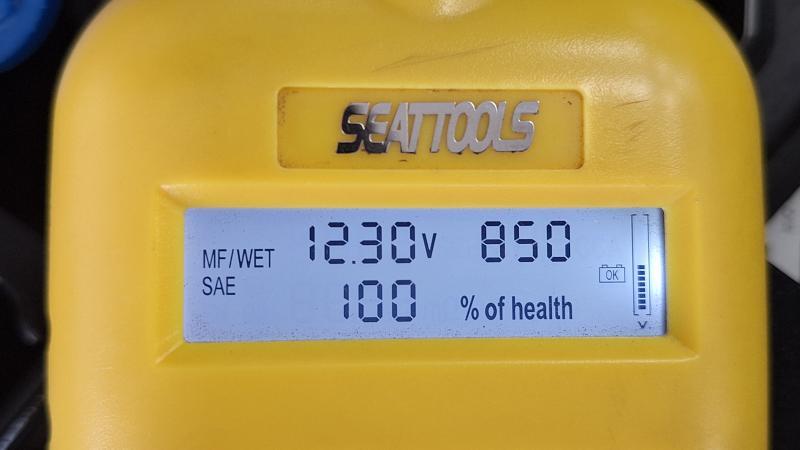 SEATTOOLS
MF/WET 12.30V 850
OK
SAE 100 % of health
V